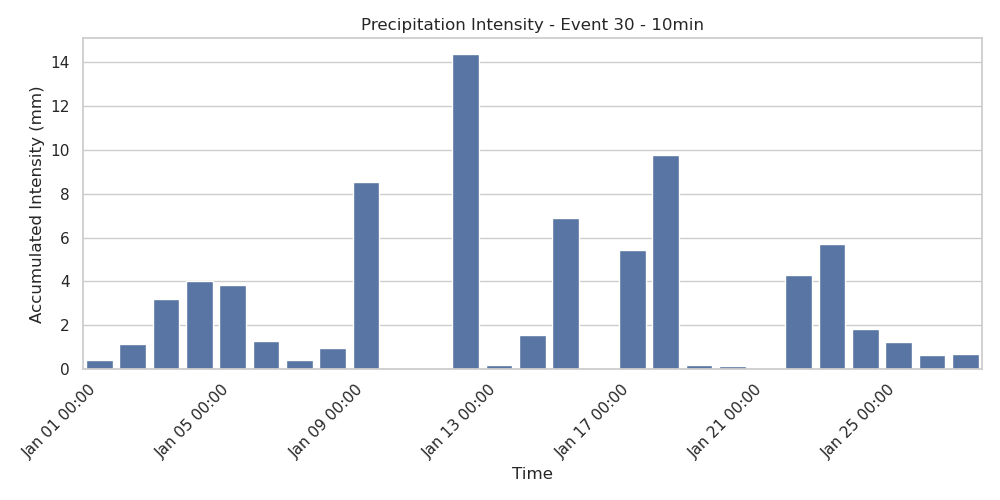 Precipitation Intensity - Event 30 - 10min
Accumulated Intensity (mm)
14
12
10
8
6
4
2
0
Jan 01 00:00
Jan 05 00:00
Jan 09 00:00
Jan 13 00:00
Jan 17 00:00
Jan 21 00:00
Jan 25 00:00
Time